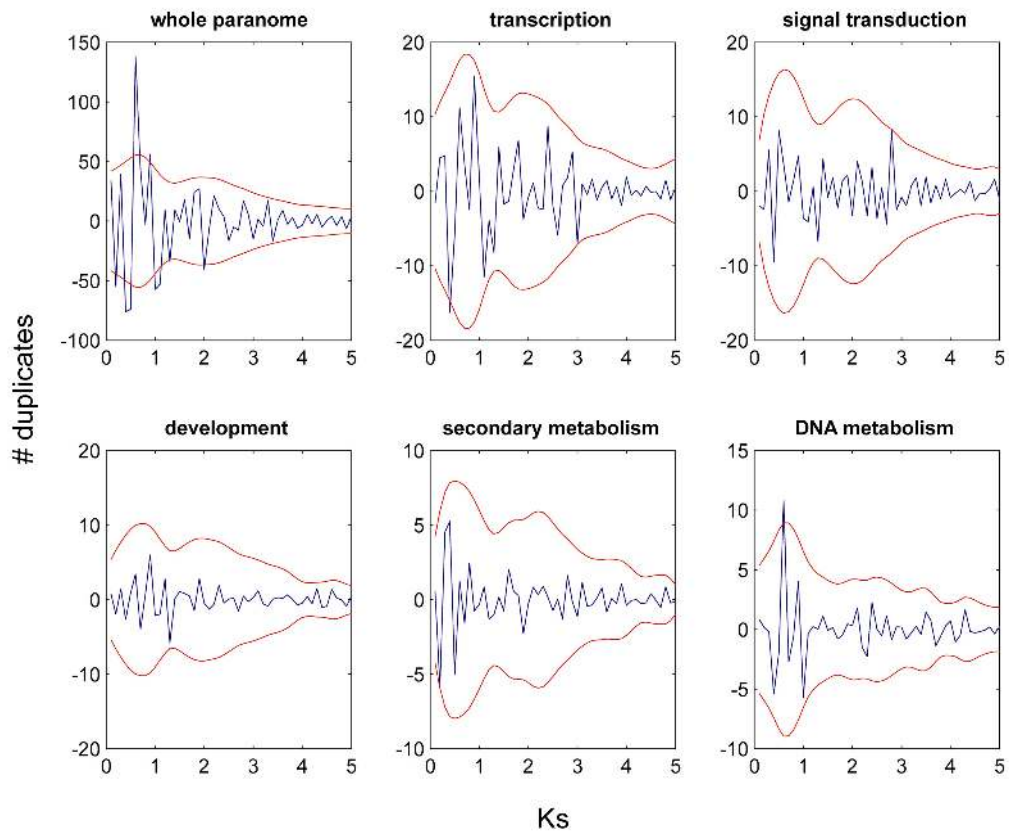 whole paranome
150
100
50
0
-50
-100
0 1 2 3 4 5
transcription
20
10
0
-10
-20
0 1 2 3 4 5
signal transduction
20
10
0
-10
-20
0 1 2 3 4 5
# duplicates
development
20
10
0
-10
-20
0 1 2 3 4 5
secondary metabolism
10
5
0
-5
-10
0 1 2 3 4 5
DNA metabolism
15
10
5
0
-5
-10
0 1 2 3 4 5
Ks